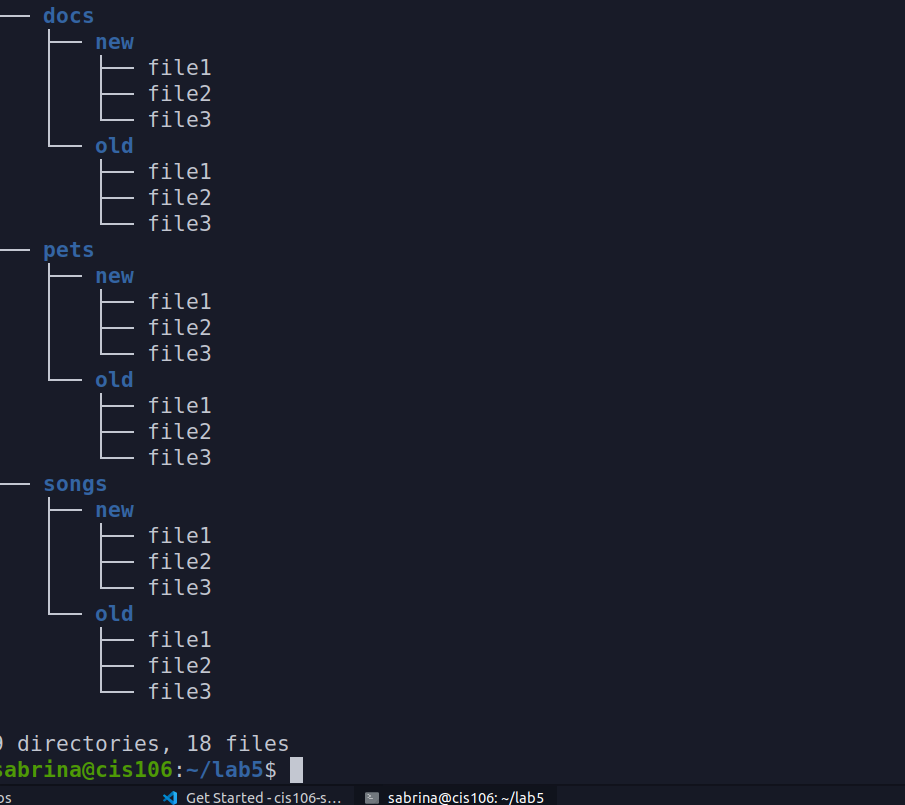 docs
new
file1
file2
file3
old
file1
file2
file3
pets
new
file1
file2
file3
old
file1
file2
file3
songs
new
file1
file2
file3
old
file1
file2
file3
directories, 18 files
sabrina@cis106:~/lab5$
Get Started - cis106-s... sabrina@cis106: ~/lab5